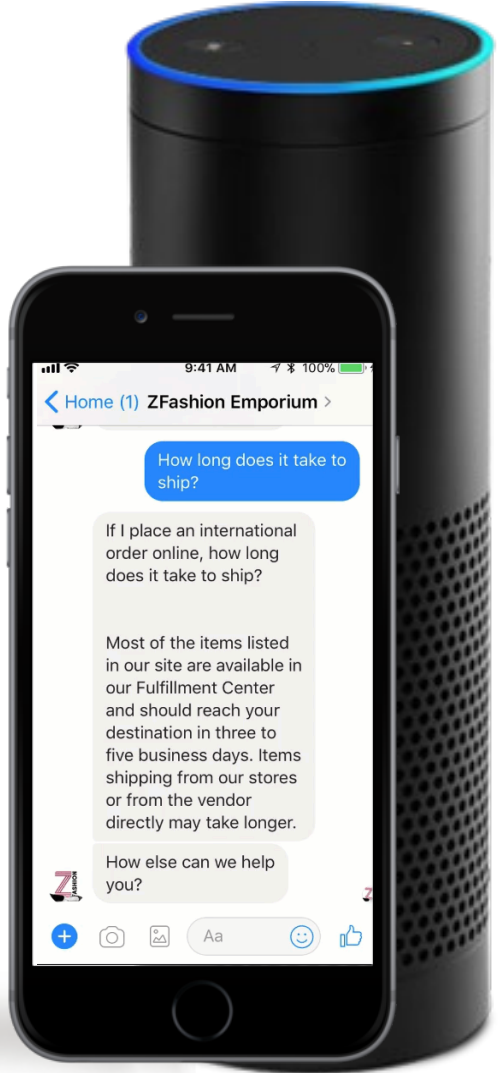 9:41 AM 100%
Home (1) ZFashion Emporium
How long does it take to
ship?
If I place an international
order online, how long
does it take to ship?
Most of the items listed
in our site are available in
our Fulfillment Center
and should reach your
destination in three to
five business days. Items
shipping from our stores
or from the vendor
directly may take longer.
How else can we help
you?
Z FASHION
Aa